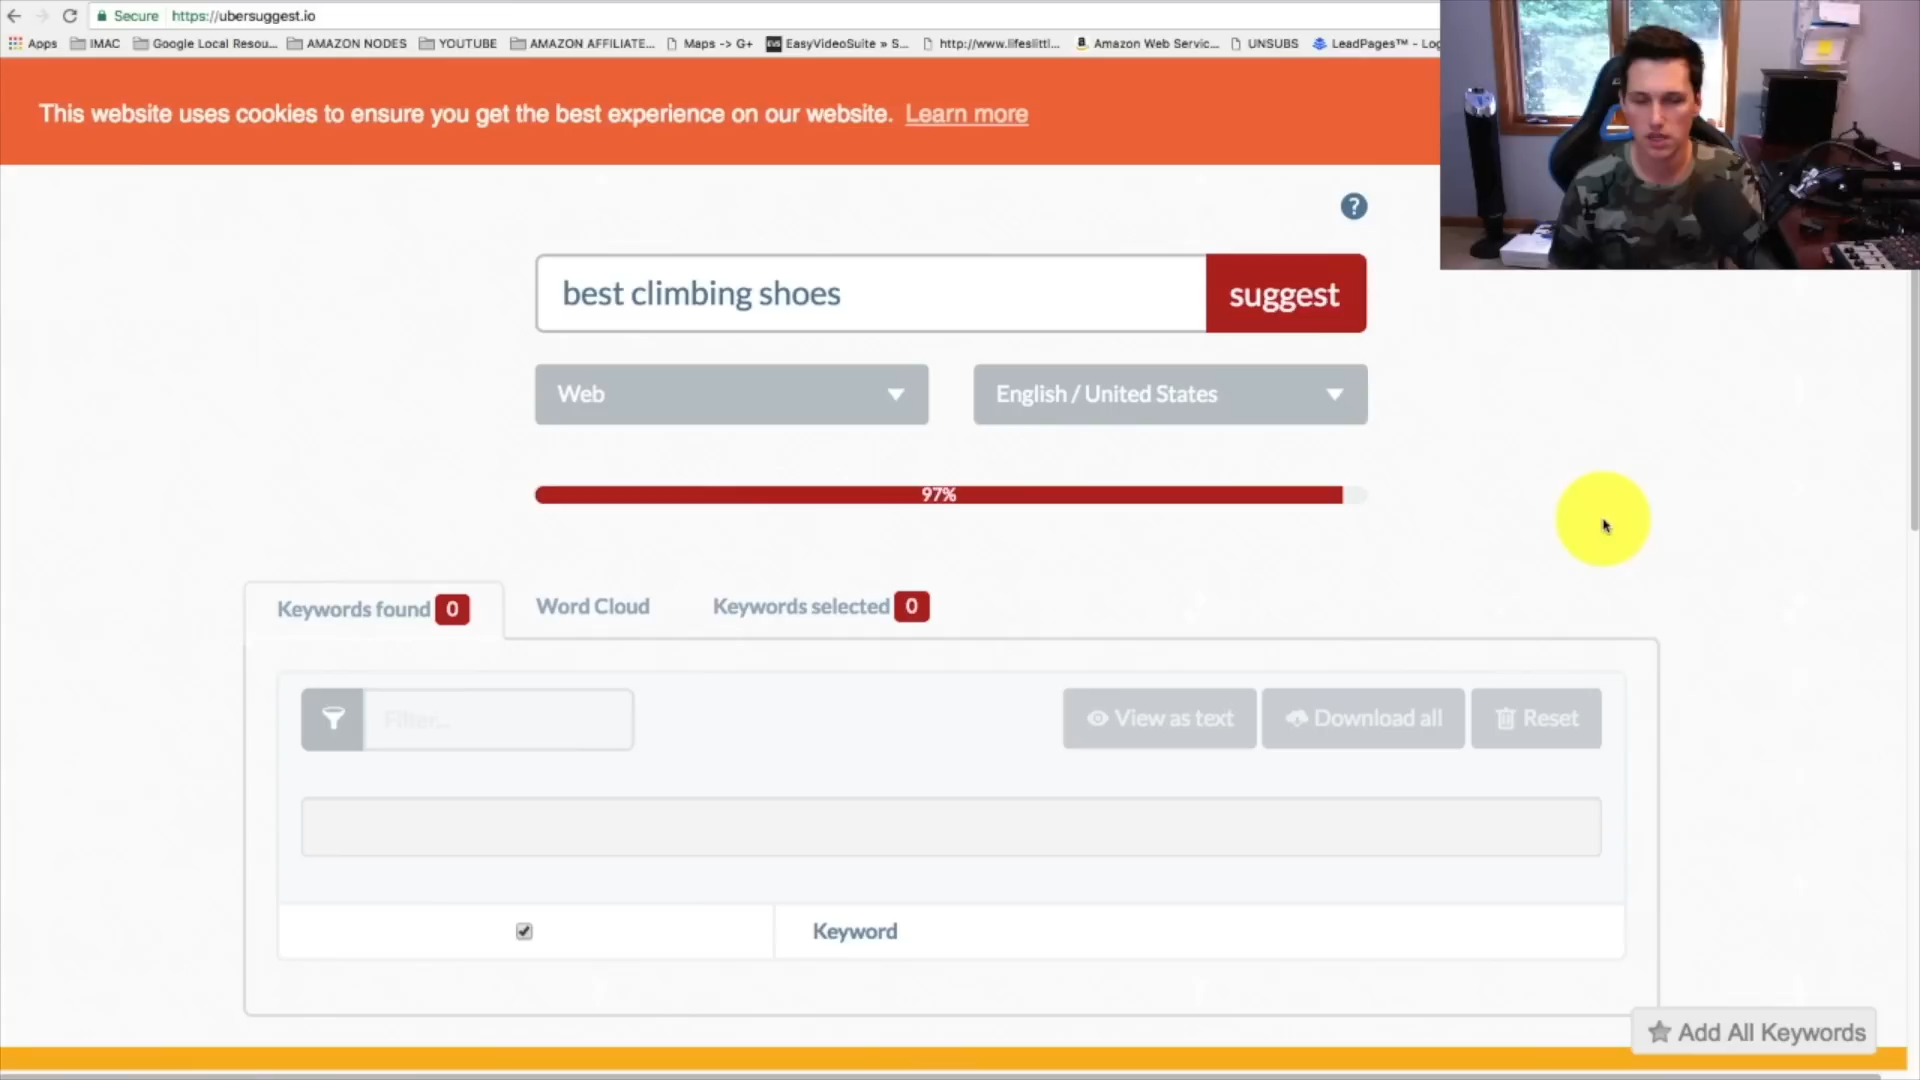 Secure https://ubersuggest.io
Apps IMAC Google Local Resou... AMAZON NODES YOUTUBE AMAZON AFFILIATE... Maps -> G+ EasyVideoSuite » S... http://www.lifeslittl... Amazon Web Servic... UNSUBS LeadPages™ - Log
This website uses cookies to ensure you get the best experience on our website. Learn more
?
best climbing shoes suggest
Web English / United States
97%
Keywords found 0 Word Cloud Keywords selected 0
Filter... View as text Download all Reset
Keyword
Add All Keywords